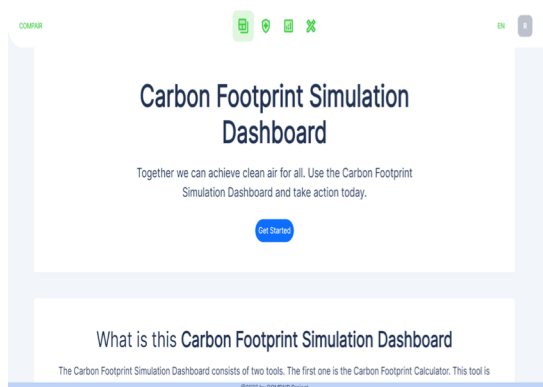 COMPAIR
EN
R
Carbon Footprint Simulation
Dashboard
Together we can achieve clean air for all. Use the Carbon Footprint
Simulation Dashboard and take action today.
Get Started
What is this Carbon Footprint Simulation Dashboard
The Carbon Footprint Simulation Dashboard consists of two tools. The first one is the Carbon Footprint Calculator. This tool is